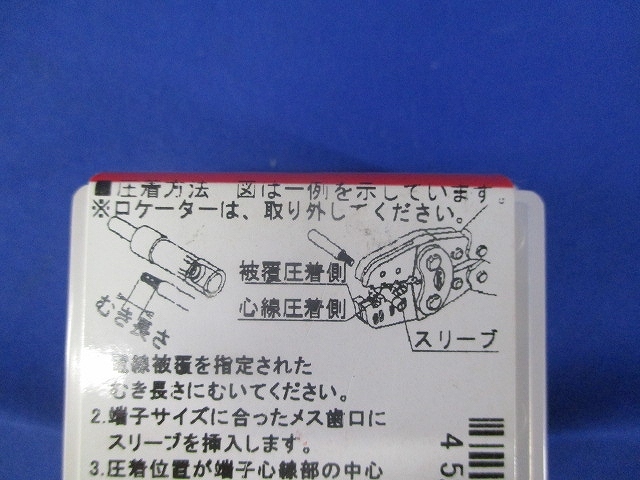 ■圧着方法 図は一例を示しています。
※ロケーターは、取り外してください。
被覆圧着側
心線圧着側
むき長さ
スリーブ
電線被覆を指定された
むき長さにむいてください。
2.端子サイズに合ったメス歯口に
スリーブを挿入します。
3.圧着位置が端子心線部の中心
45